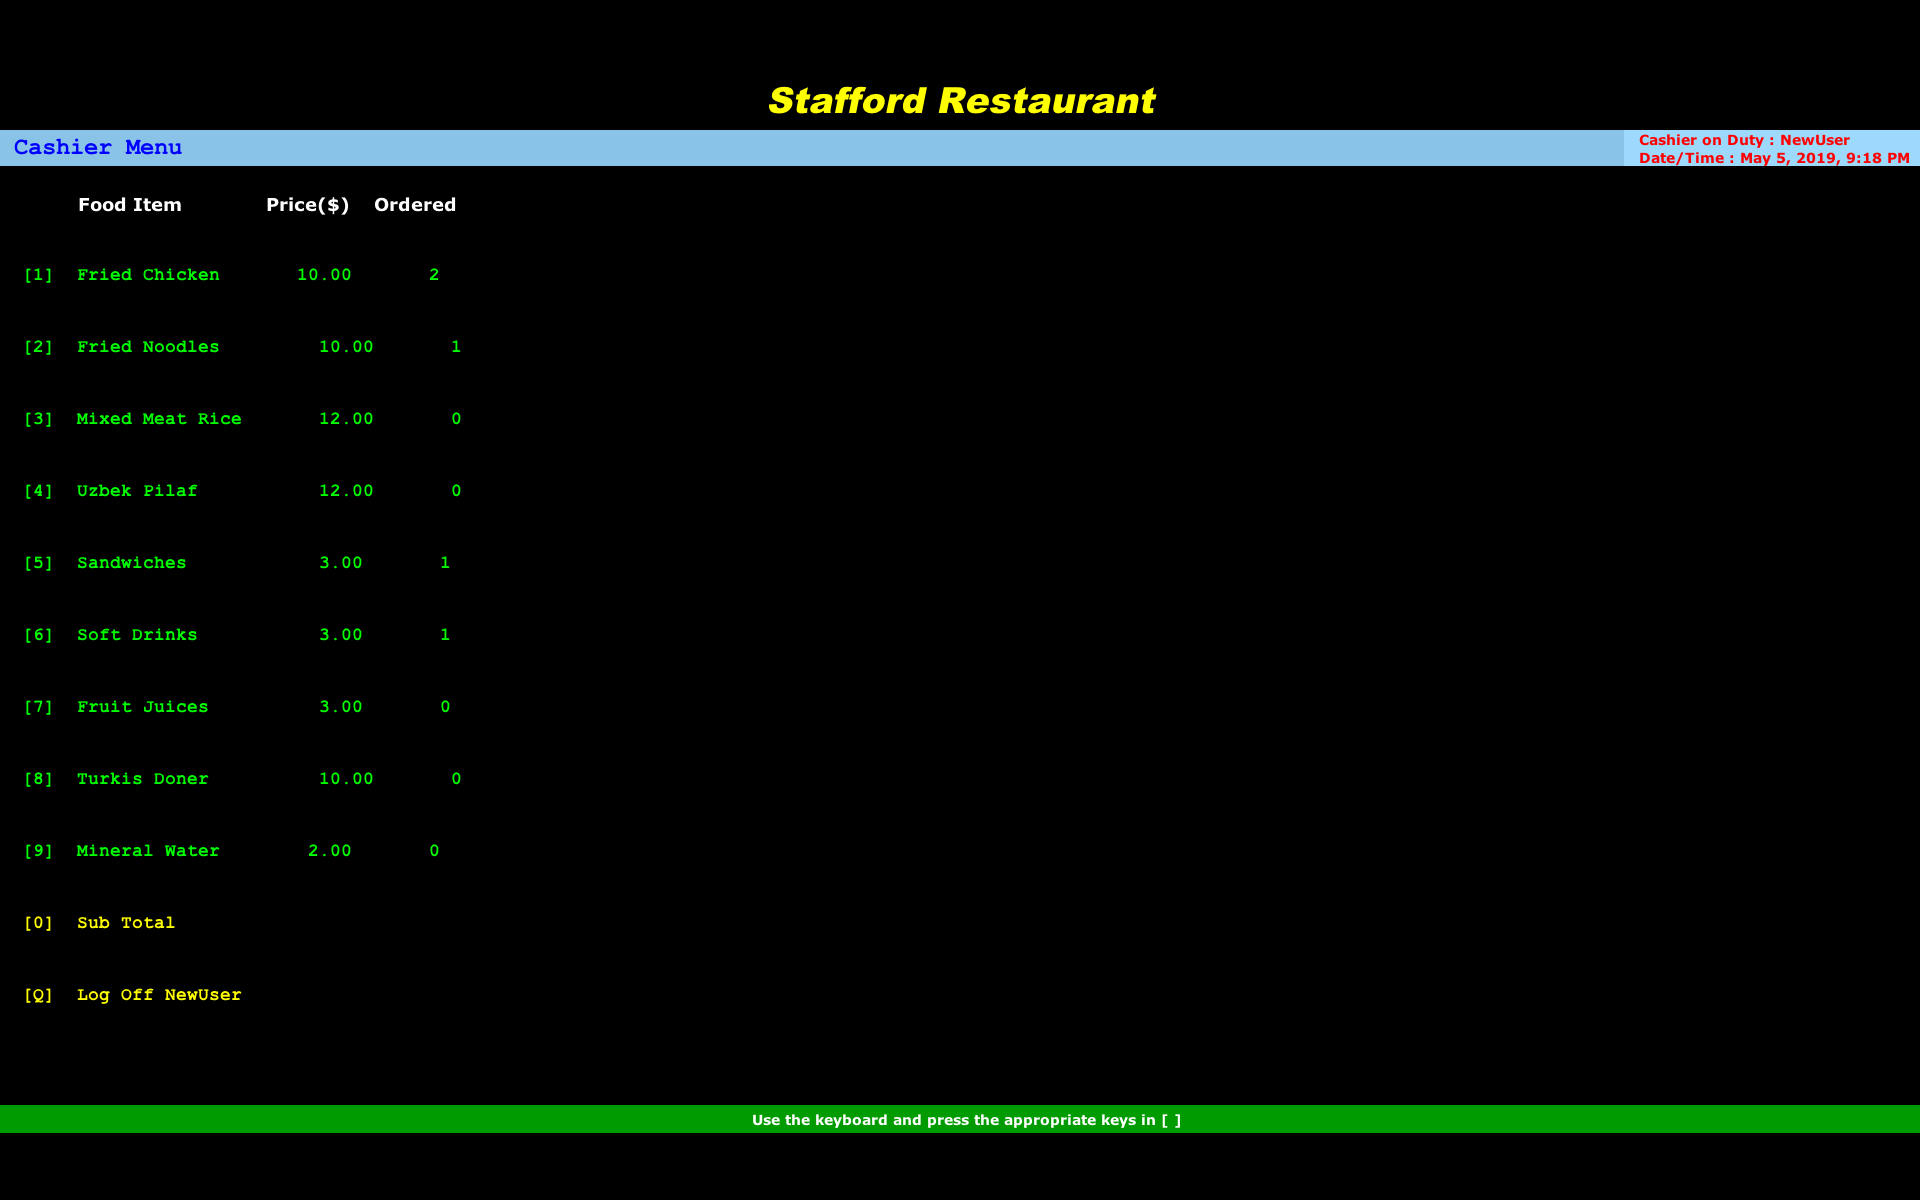 Stafford Restaurant
Cashier Menu
Cashier on Duty : NewUser
Date/Time : May 5, 2019, 9:18 PM
Food Item Price($) Ordered
[1] Fried Chicken 10.00 2
[2] Fried Noodles 10.00 1
[3] Mixed Meat Rice 12.00 0
[4] Uzbek Pilaf 12.00 0
[5] Sandwiches 3.00 1
[6] Soft Drinks 3.00 1
[7] Fruit Juices 3.00 0
[8] Turkis Doner 10.00 0
[9] Mineral Water 2.00 0
[0] Sub Total
[Q] Log Off NewUser
Use the keyboard and press the appropriate keys in [ ]